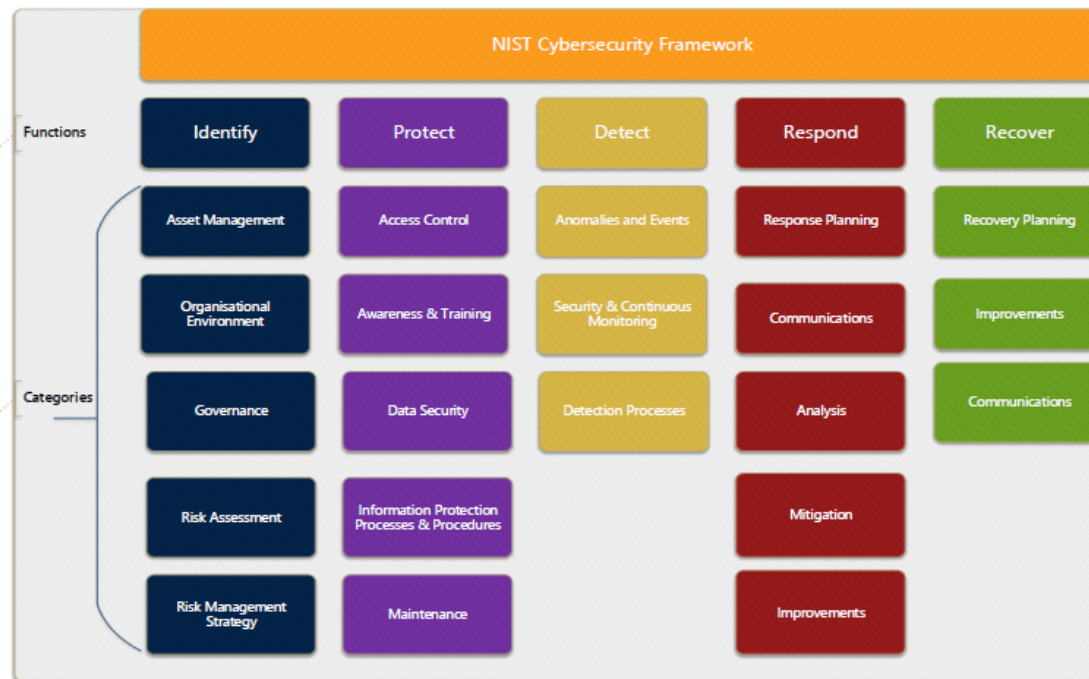 NIST Cybersecurity Framework
Functions
Identify
Protect
Detect
Respond
Recover
Categories
Asset Management
Access Control
Anomalies and Events
Response Planning
Recovery Planning
Organisational
Environment
Awareness & Training
Security & Continuous
Monitoring
Communications
Improvements
Governance
Data Security
Detection Processes
Analysis
Communications
Risk Assessment
Information Protection
Processes & Procedures
Mitigation
Risk Management
Strategy
Maintenance
Improvements